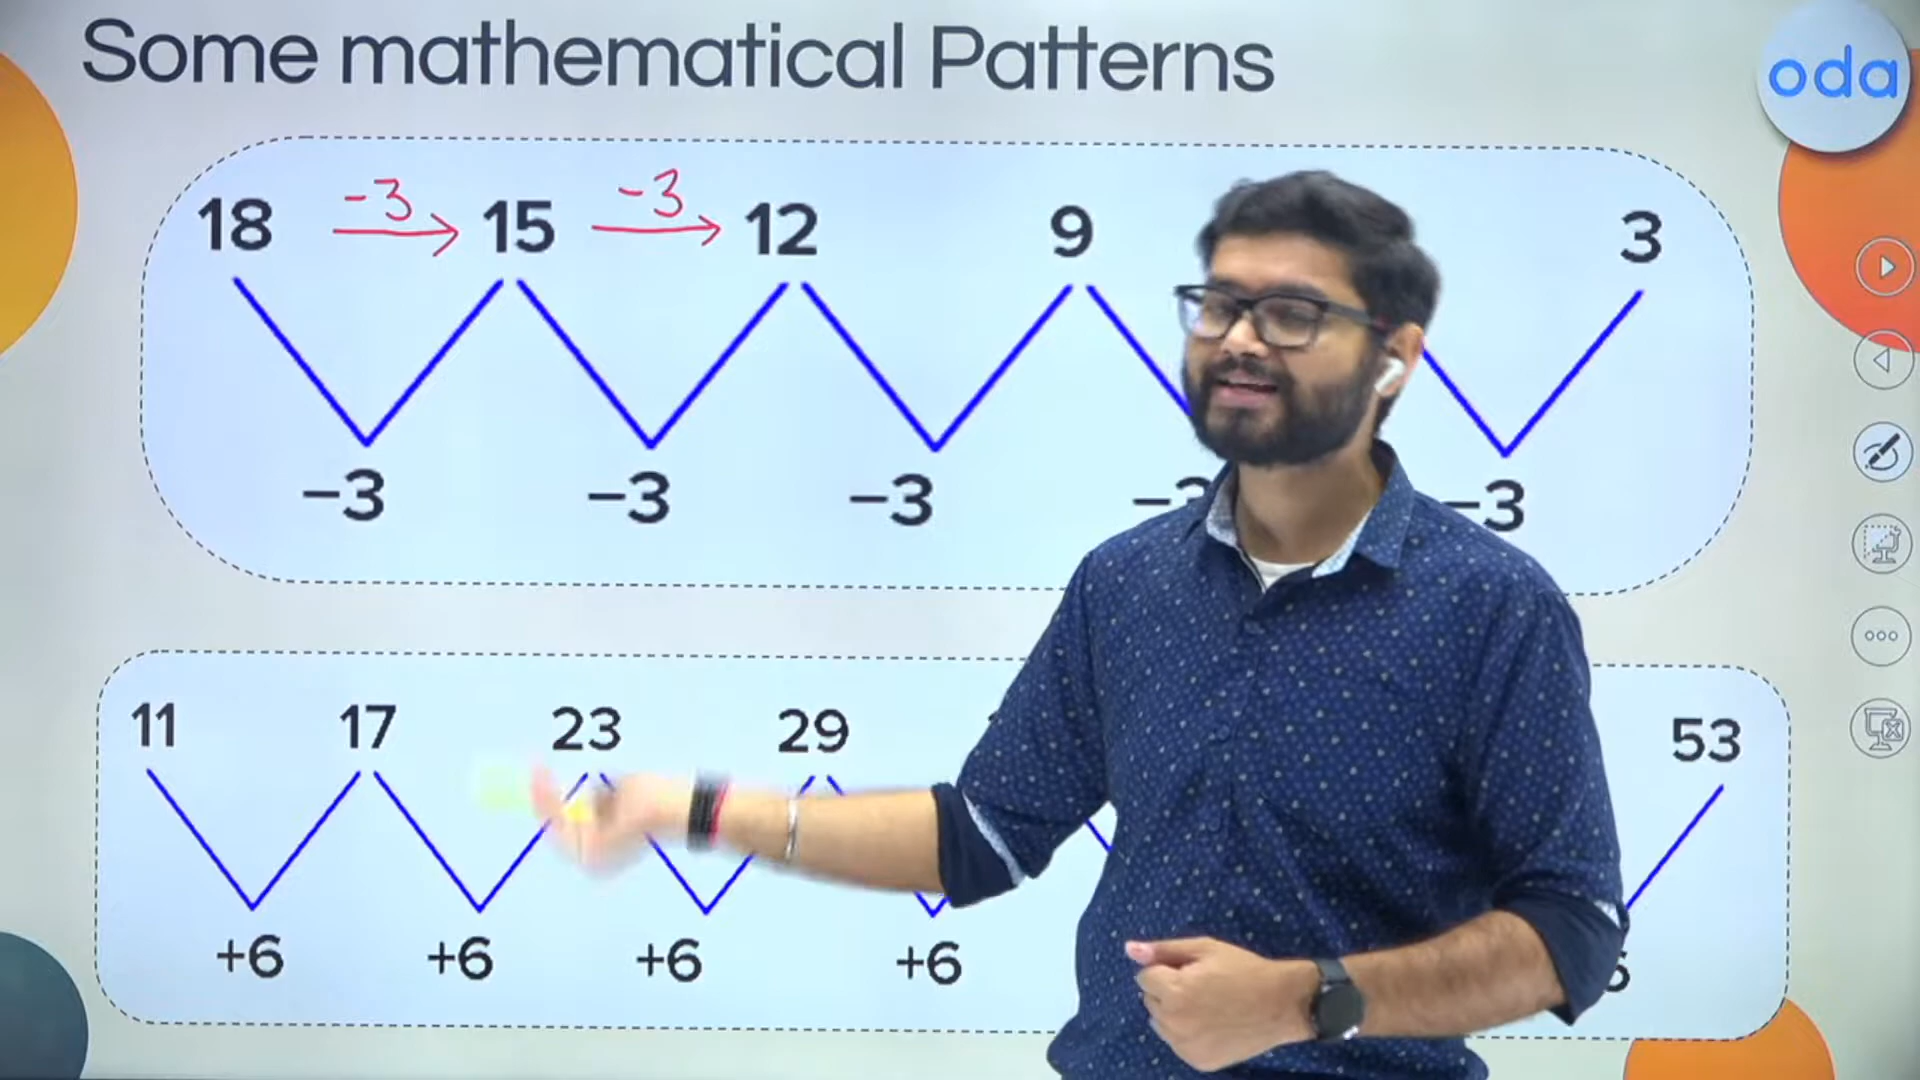 Some mathematical Patterns
oda
-3 -3
18 15 12 9 3
−3 −3 −3 −3 −3
11 17 23 29 53
+6 +6 +6 +6